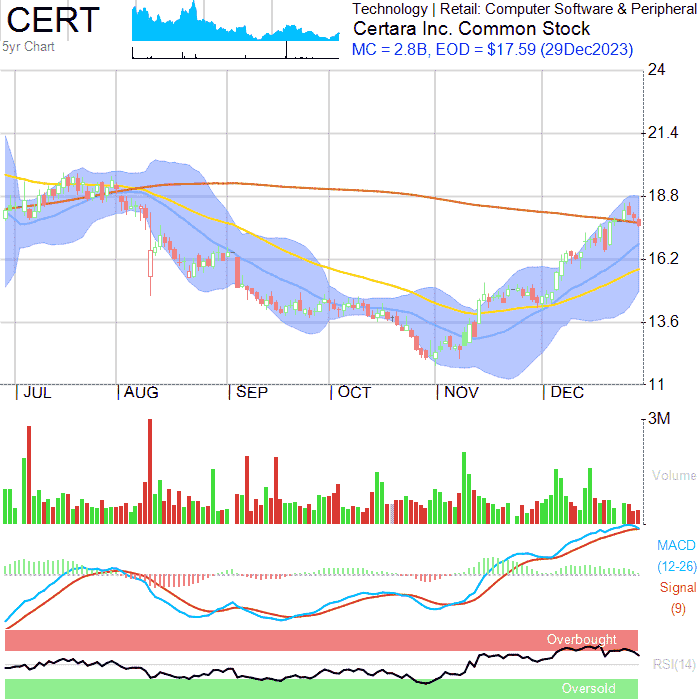 CERT
5yr Chart
Technology | Retail: Computer Software & Peripheral
Certara Inc. Common Stock
MC = 2.8B, EOD = $17.59 (29Dec2023)
24
21.4
18.8
16.2
13.6
11
JUL AUG SEP OCT NOV DEC
3M
Volume
MACD
(12-26)
Signal
(9)
Overbought
RSI(14)
Oversold